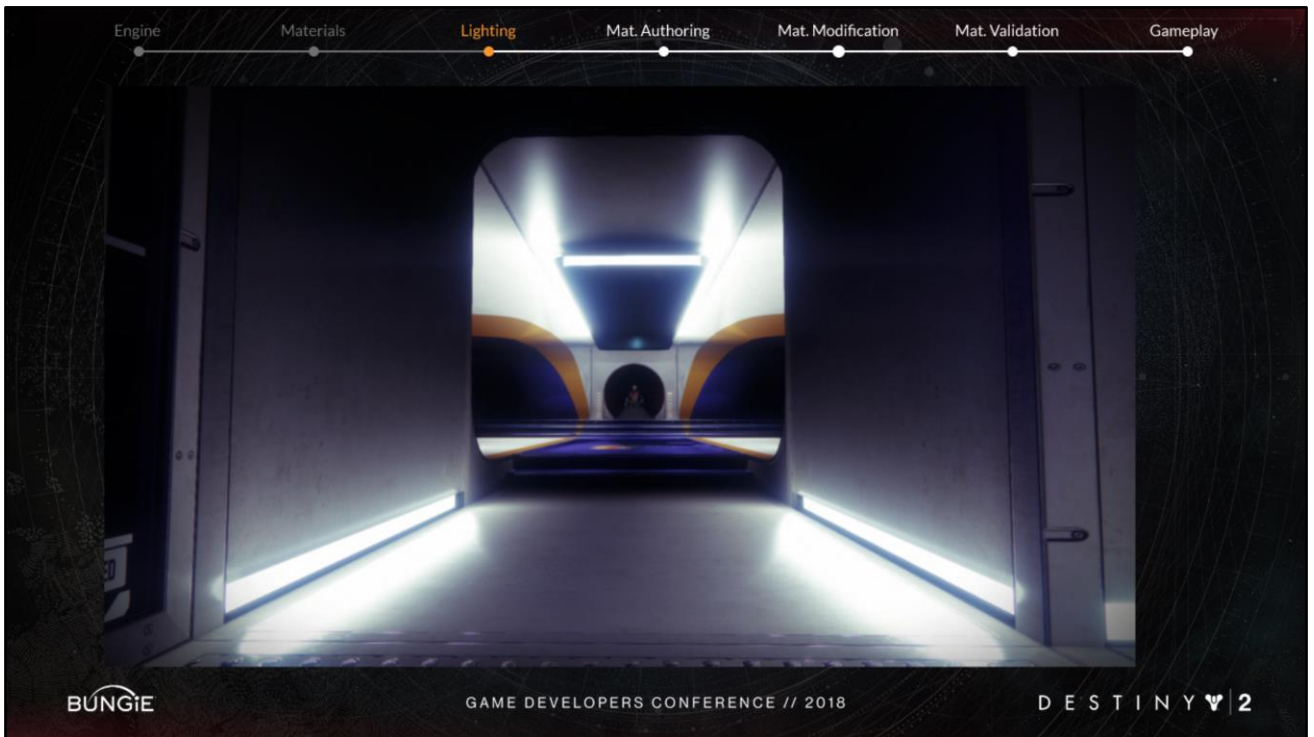 Engine Materials Lighting Mat. Authoring Mat. Modification Mat. Validation Gameplay
BUNGiE GAME DEVELOPERS CONFERENCE // 2018 DESTINY 2